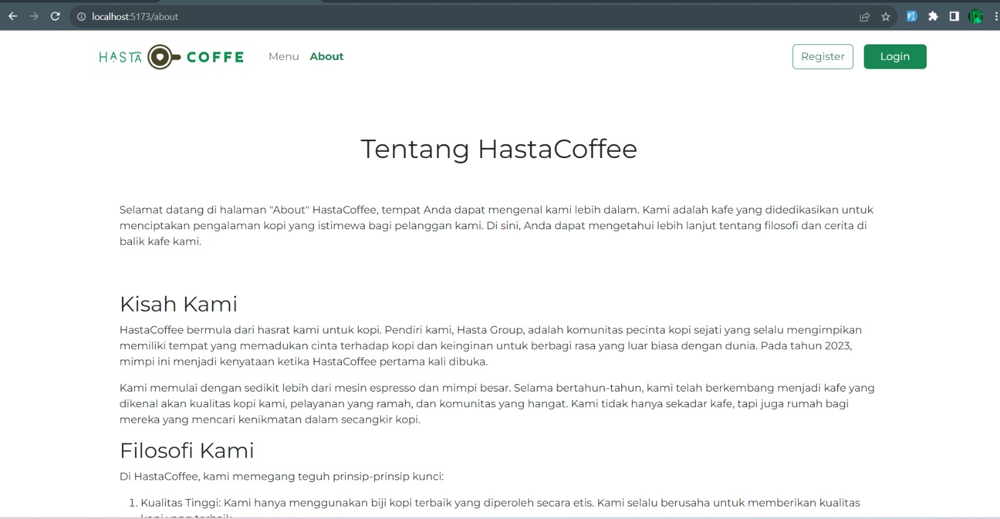 localhost:5173/about
HASTA COFFE
Menu
About
Register
Login
Tentang HastaCoffee
Selamat datang di halaman "About" HastaCoffee, tempat Anda dapat mengenal kami lebih dalam. Kami adalah kafe yang didedikasikan untuk
menciptakan pengalaman kopi yang istimewa bagi pelanggan kami. Di sini, Anda dapat mengetahui lebih lanjut tentang filosofi dan cerita di
balik kafe kami.
Kisah Kami
HastaCoffee bermula dari hasrat kami untuk kopi. Pendiri kami, Hasta Group, adalah komunitas pecinta kopi sejati yang selalu mengimpikan
memiliki tempat yang memadukan cinta terhadap kopi dan keinginan untuk berbagi rasa yang luar biasa dengan dunia. Pada tahun 2023,
mimpi ini menjadi kenyataan ketika HastaCoffee pertama kali dibuka.
Kami memulai dengan sedikit lebih dari mesin espresso dan mimpi besar. Selama bertahun-tahun, kami telah berkembang menjadi kafe yang
dikenal akan kualitas kopi kami, pelayanan yang ramah, dan komunitas yang hangat. Kami tidak hanya sekadar kafe, tapi juga rumah bagi
mereka yang mencari kenikmatan dalam secangkir kopi.
Filosofi Kami
Di HastaCoffee, kami memegang teguh prinsip-prinsip kunci:
1. Kualitas Tinggi: Kami hanya menggunakan biji kopi terbaik yang diperoleh secara etis. Kami selalu berusaha untuk memberikan kualitas
kopi yang terbaik